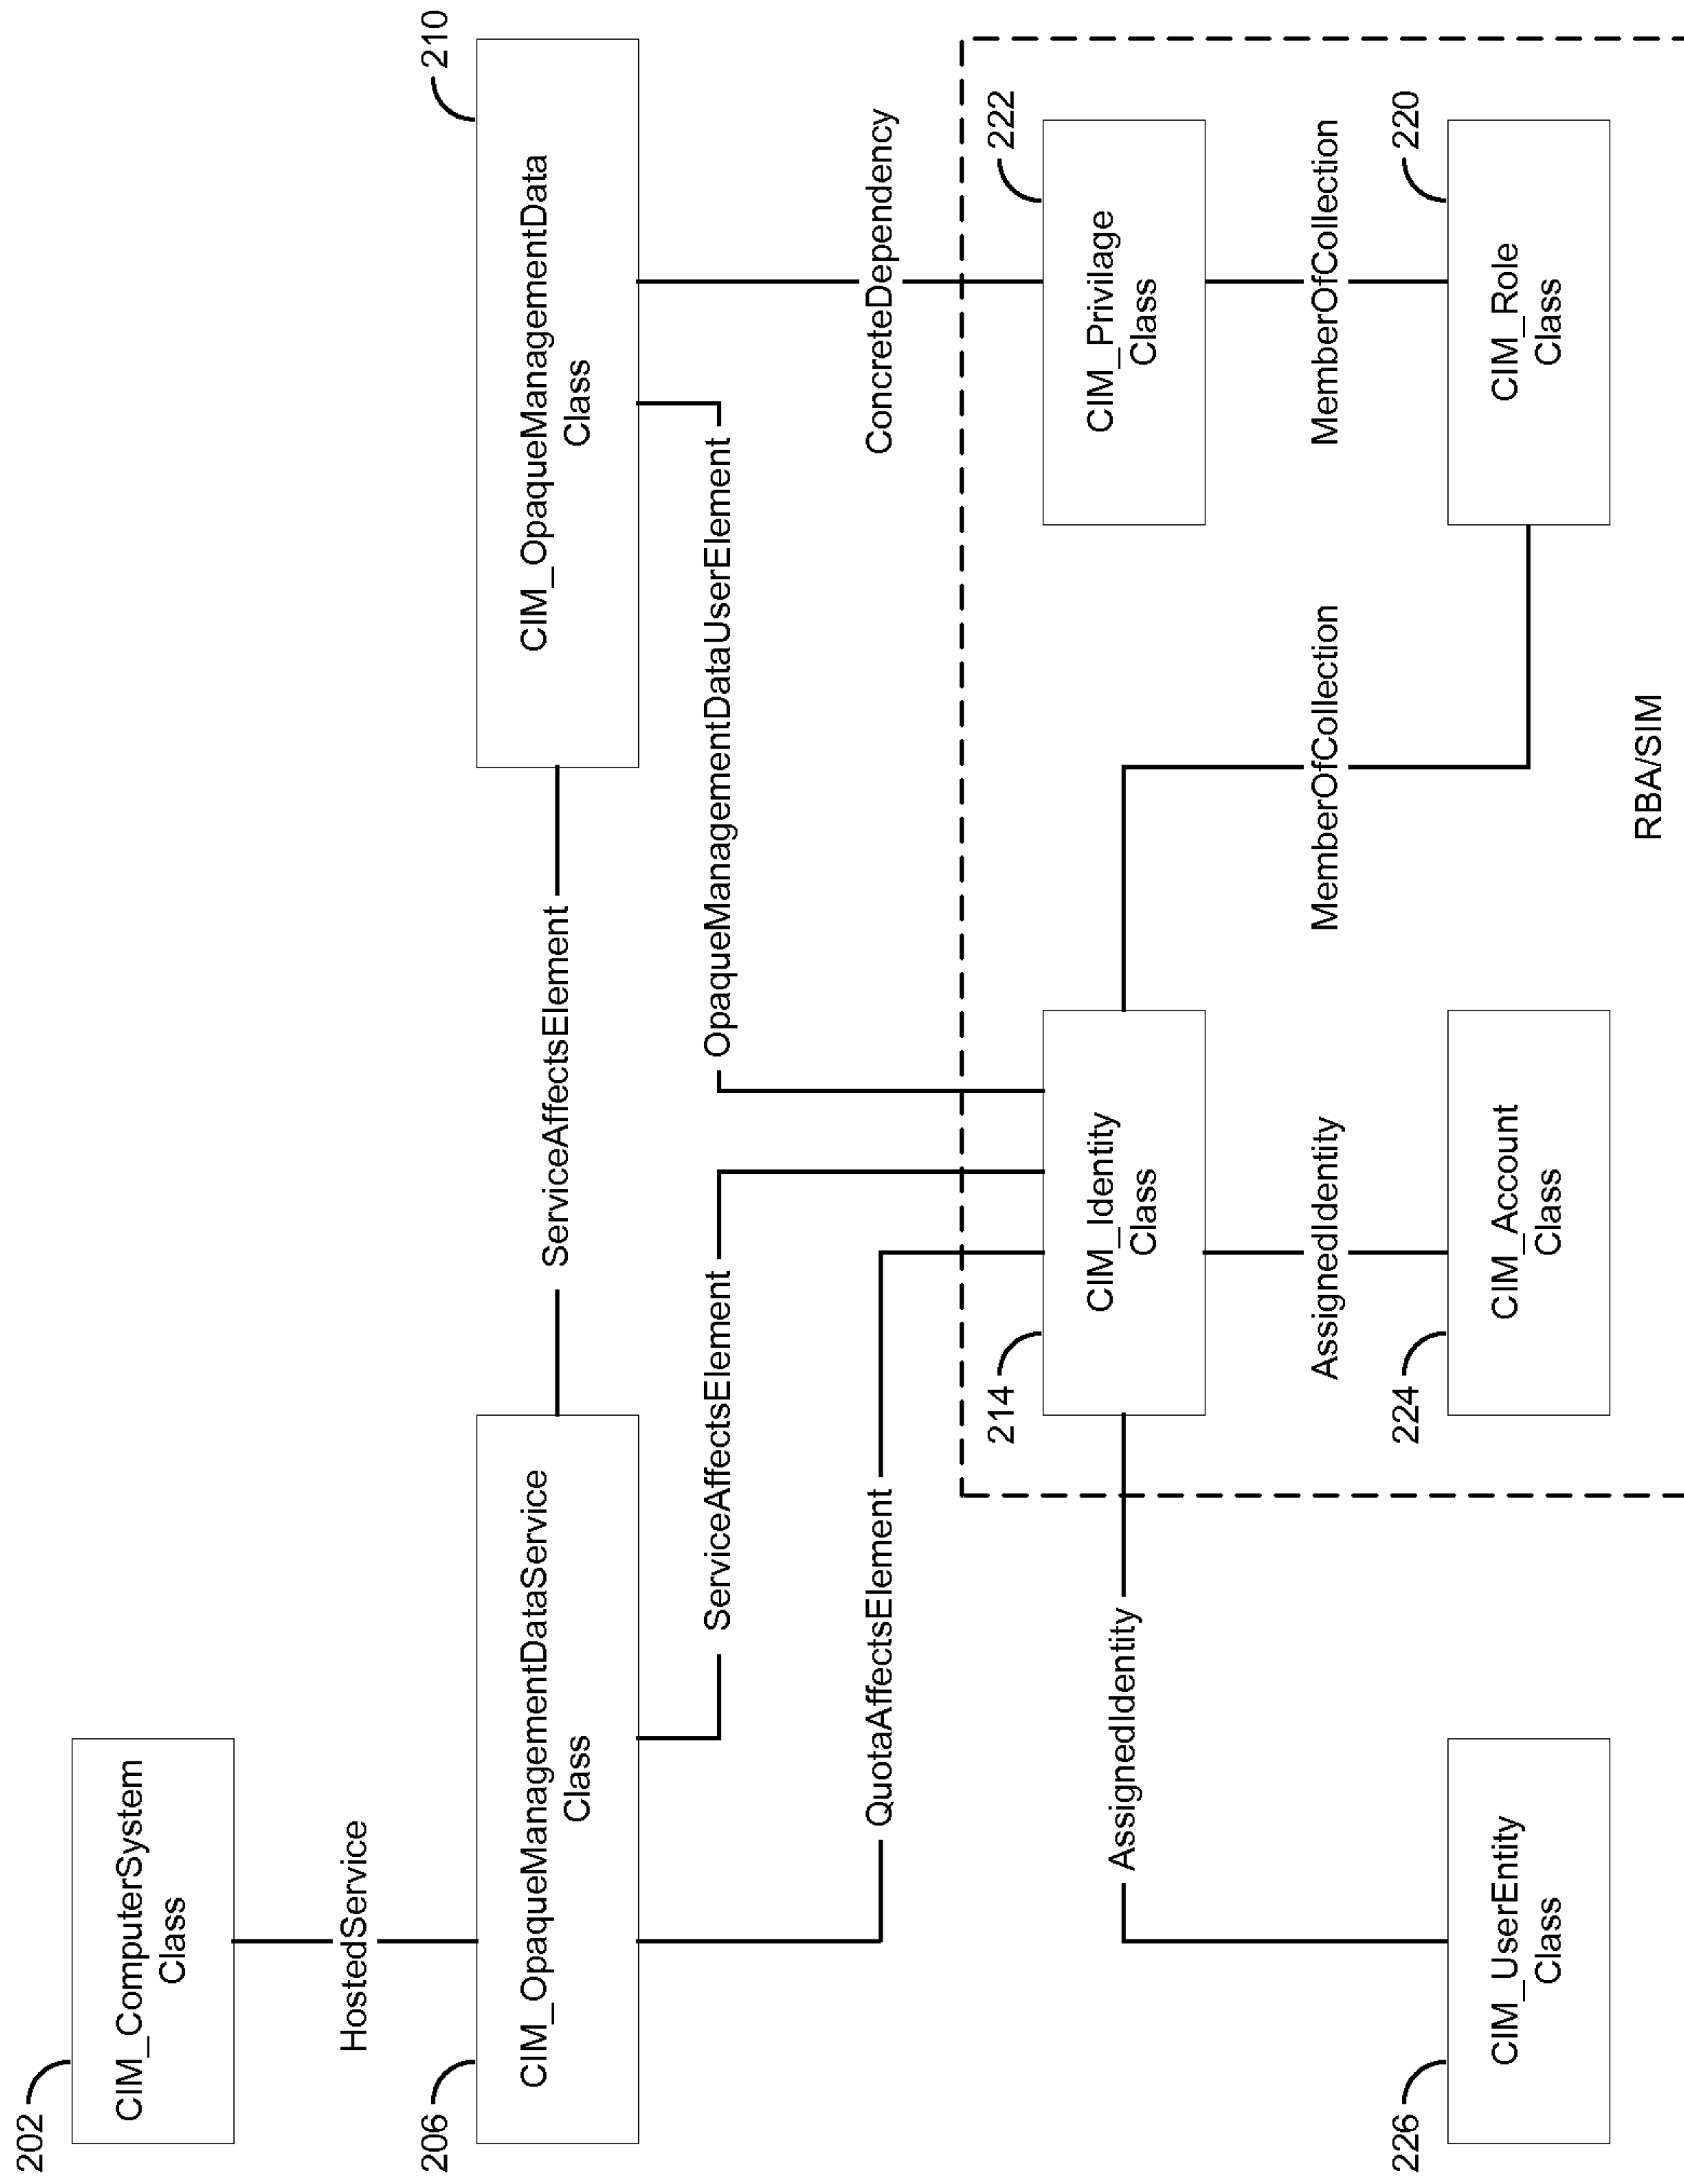 202
CIM_ComputerSystem
Class
HostedService
206
CIM_OpaqueManagementDataService
Class
ServiceAffectsElement
210
CIM_OpaqueManagementData
Class
ServiceAffectsElement
OpaqueManagementDataUserElement
QuotaAffectsElement
ConcreteDependency
214
CIM_Identity
Class
222
CIM_Privilage
Class
AssignedIdentity
AssignedIdentity
MemberOfCollection
MemberOfCollection
226
CIM_UserEntity
Class
224
CIM_Account
Class
220
CIM_Role
Class
RBA/SIM